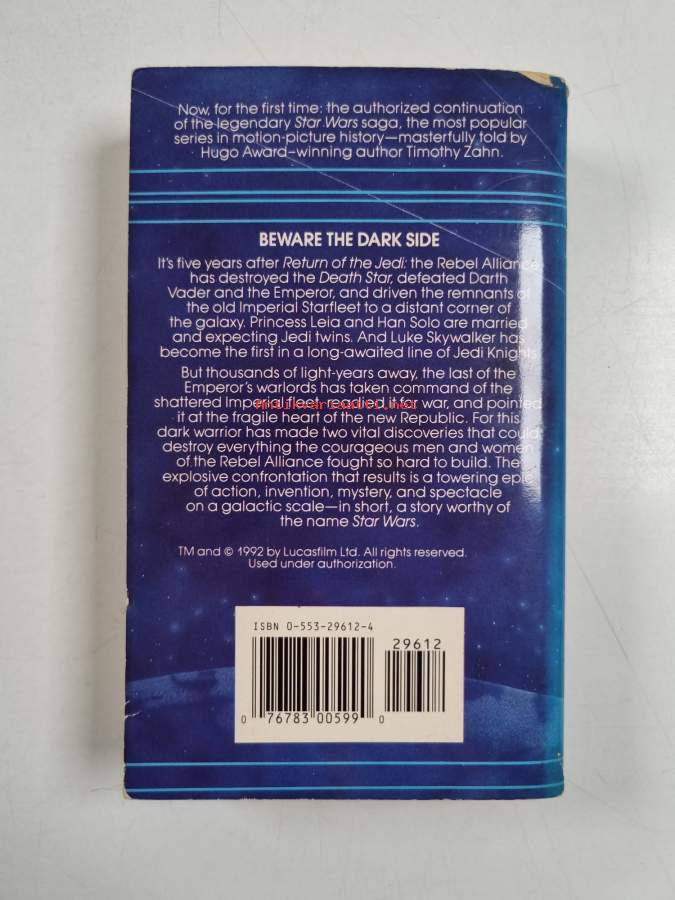 Now, for the first time: the authorized continuation
of the legendary Star Wars saga, the most popular
series in motion-picture history—masterfully told by
Hugo Award-winning author Timothy Zahn.
BEWARE THE DARK SIDE
It's five years after Return of the Jedi: the Rebel Alliance
has destroyed the Death Star, defeated Darth
Vader and the Emperor, and driven the remnants of
the old Imperial Starfleet to a distant corner of
the galaxy. Princess Leia and Han Solo are married
and expecting Jedi twins. And Luke Skywalker has
become the first in a long-awaited line of Jedi Knights.
But thousands of light-years away, the last of the
Emperor's warlords has taken command of the
shattered Imperial fleet, readied it for war, and pointed
Antikvariaatti.net
it at the fragile heart of the new Republic. For this
dark warrior has made two vital discoveries that could
destroy everything the courageous men and women
of the Rebel Alliance fought so hard to build. The
explosive confrontation that results is a towering epic
of action, invention, mystery, and spectacle
on a galactic scale—in short, a story worthy of
the name Star Wars.
TM and © 1992 by Lucasfilm Ltd. All rights reserved.
Used under authorization.
ISBN 0-553-29612-4
29612
0 76783 00599 0